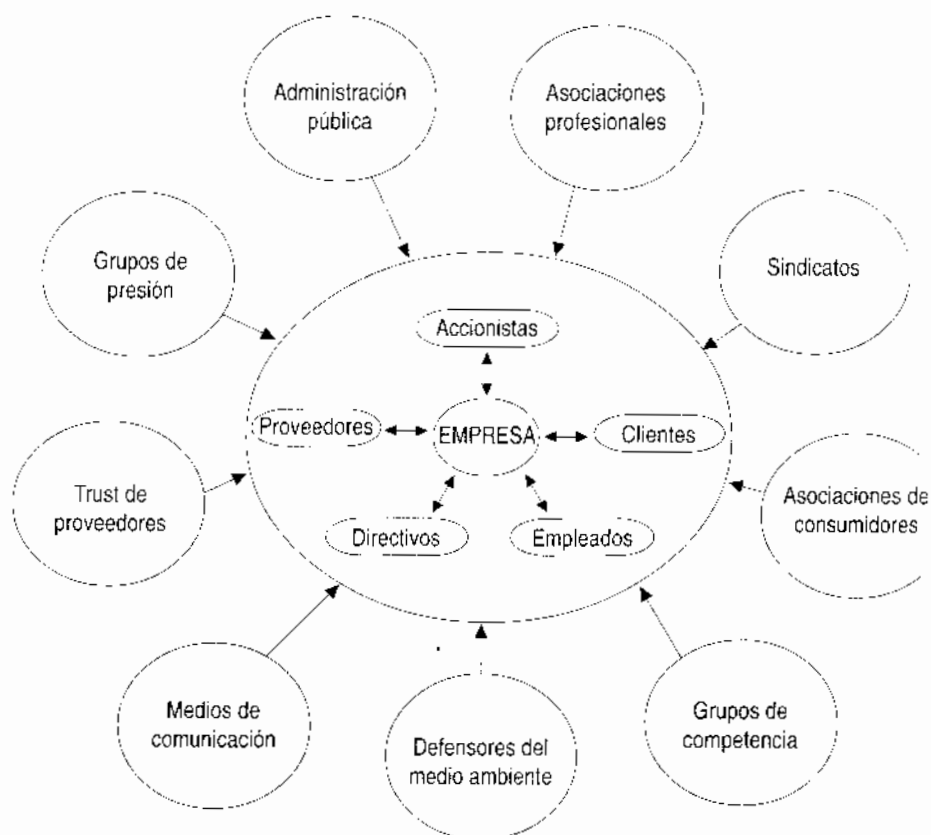 Administración
pública
Asociaciones
profesionales
Grupos de
presión
Sindicatos
Accionistas
Proveedores
EMPRESA
Clientes
Trust de
proveedores
Asociaciones de
consumidores
Directivos
Empleados
Medios de
comunicación
Defensores del
medio ambiente
Grupos de
competencia